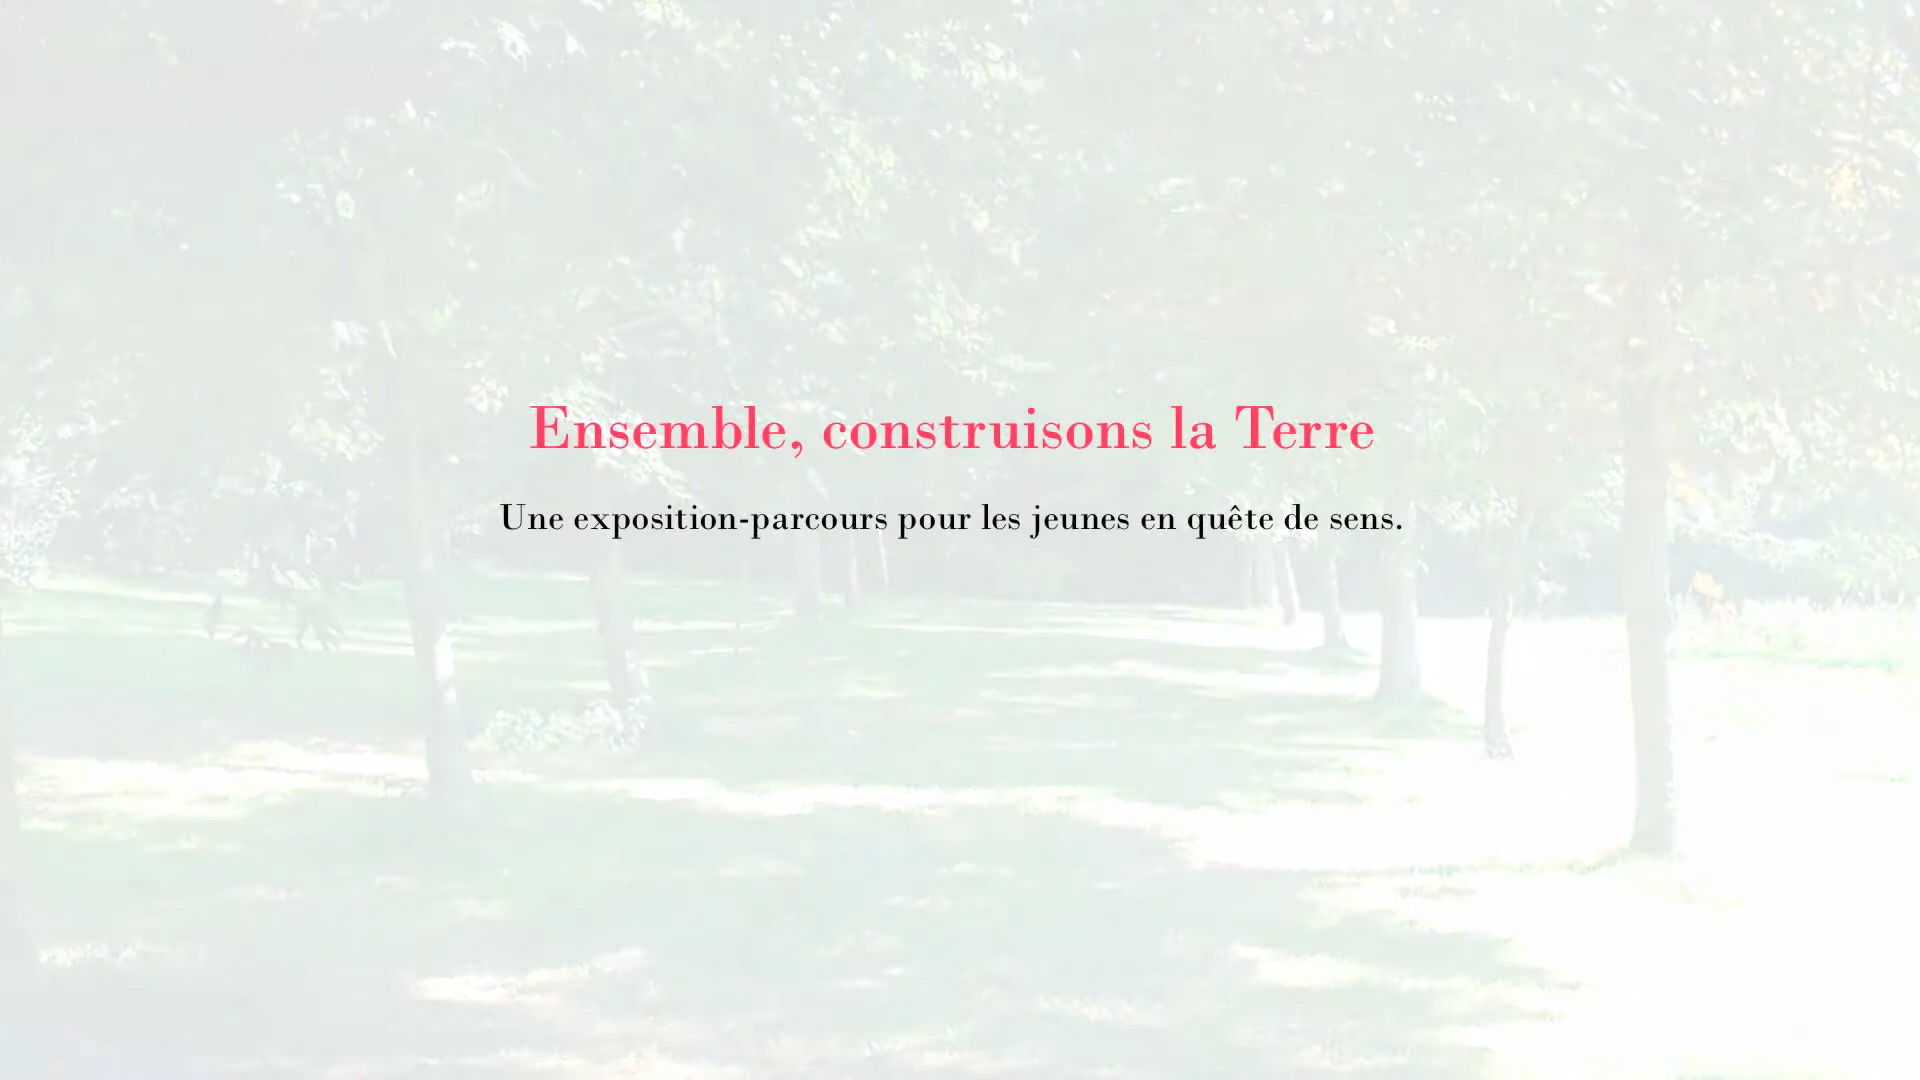 Ensemble, construisons la Terre
Une exposition-parcours pour les jeunes en quête de sens.